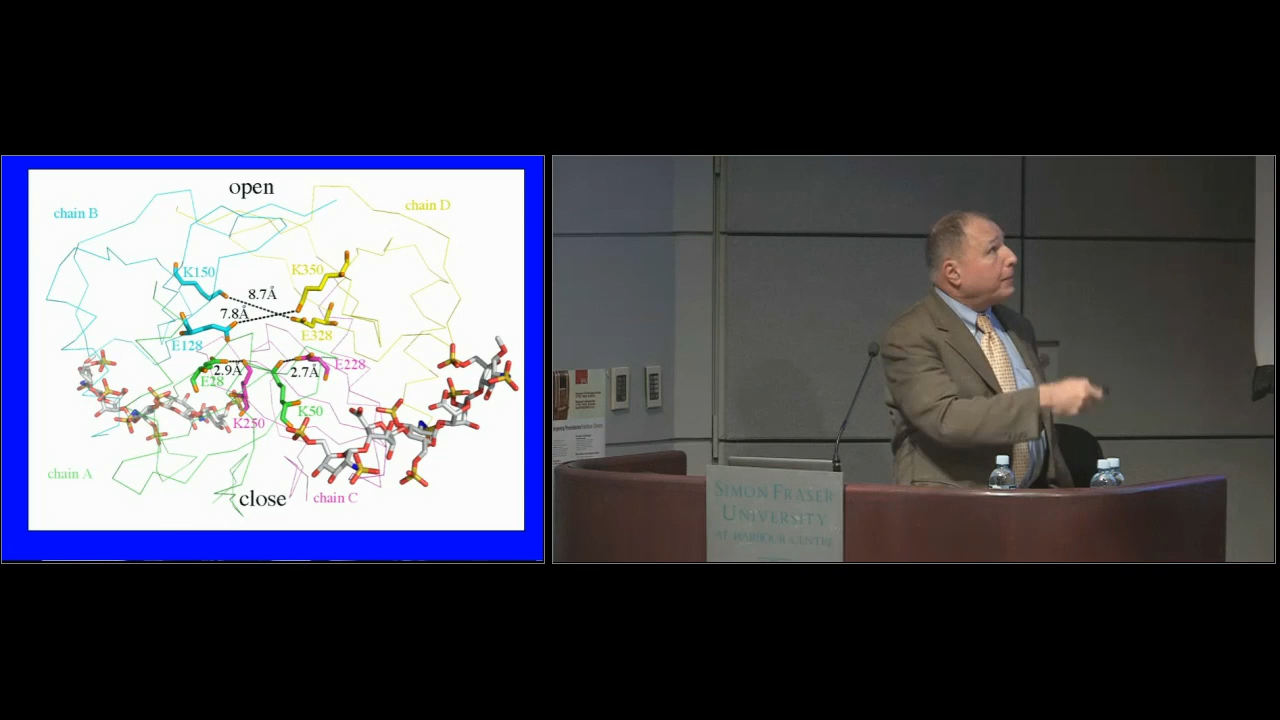 open
chain B
chain D
K150
K350
8.7Å
7.8Å
E128
E328
2.9Å
2.7Å
E228
E28
K50
K250
chain A
close
chain C
SIMON FRASER
UNIVERSITY
AT HARBOUR CENTRE